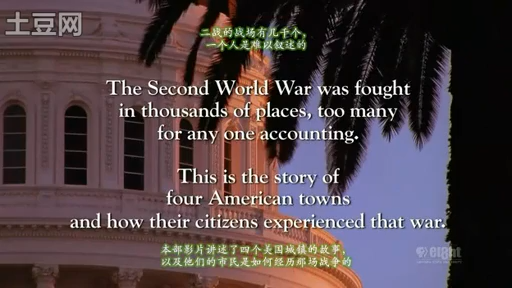 土豆网
二战的战场有几千个,
一个人是难以叙述的
The Second World War was fought
in thousands of places, too many
for any one accounting.
This is the story of
four American towns
and how their citizens experienced that war.
本部影片讲述了四个美国城镇的故事,
以及他们的市民是如何经历那场战争的
eight
土豆网